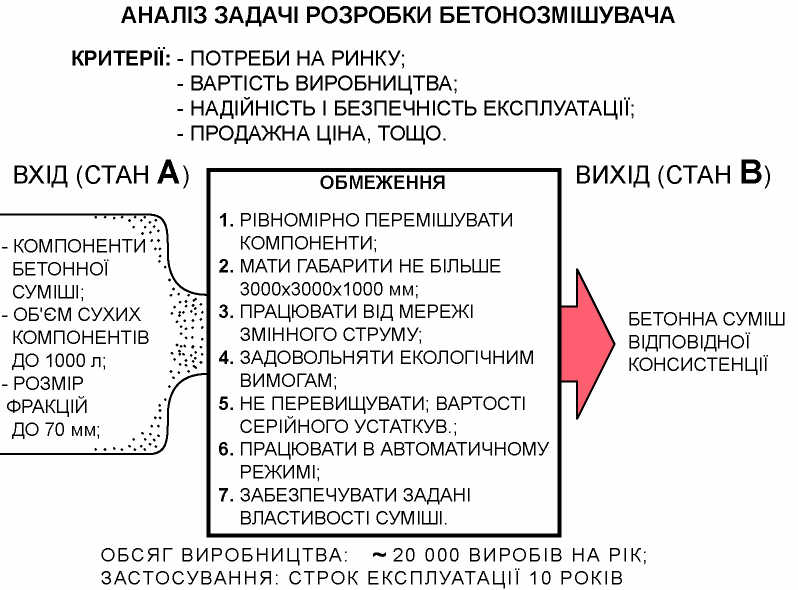 АНАЛІЗ ЗАДАЧІ РОЗРОБКИ БЕТОНОЗМІШУВАЧА
КРИТЕРІЇ: - ПОТРЕБИ НА РИНКУ;
- ВАРТІСТЬ ВИРОБНИЦТВА;
- НАДІЙНІСТЬ І БЕЗПЕЧНІСТЬ ЕКСПЛУАТАЦІЇ;
- ПРОДАЖНА ЦІНА, ТОЩО.
ВХІД (СТАН А)
- КОМПОНЕНТИ
БЕТОННОЇ
СУМІШІ;
- ОБ'ЄМ СУХИХ
КОМПОНЕНТІВ
ДО 1000 л;
- РОЗМІР
ФРАКЦІЙ
ДО 70 мм;
ОБМЕЖЕННЯ
1. РІВНОМІРНО ПЕРЕМІШУВАТИ
КОМПОНЕНТИ;
2. МАТИ ГАБАРИТИ НЕ БІЛЬШЕ
3000х3000х1000 мм;
3. ПРАЦЮВАТИ ВІД МЕРЕЖІ
ЗМІННОГО СТРУМУ;
4. ЗАДОВОЛЬНЯТИ ЕКОЛОГІЧНИМ
ВИМОГАМ;
5. НЕ ПЕРЕВИЩУВАТИ; ВАРТОСТІ
СЕРІЙНОГО УСТАТКУВ.;
6. ПРАЦЮВАТИ В АВТОМАТИЧНОМУ
РЕЖИМІ;
7. ЗАБЕЗПЕЧУВАТИ ЗАДАНІ
ВЛАСТИВОСТІ СУМІШІ.
ВИХІД (СТАН В)
БЕТОННА СУМІШ
ВІДПОВІДНОЇ
КОНСИСТЕНЦІЇ
ОБСЯГ ВИРОБНИЦТВА: ~ 20 000 ВИРОБІВ НА РІК;
ЗАСТОСУВАННЯ: СТРОК ЕКСПЛУАТАЦІЇ 10 РОКІВ